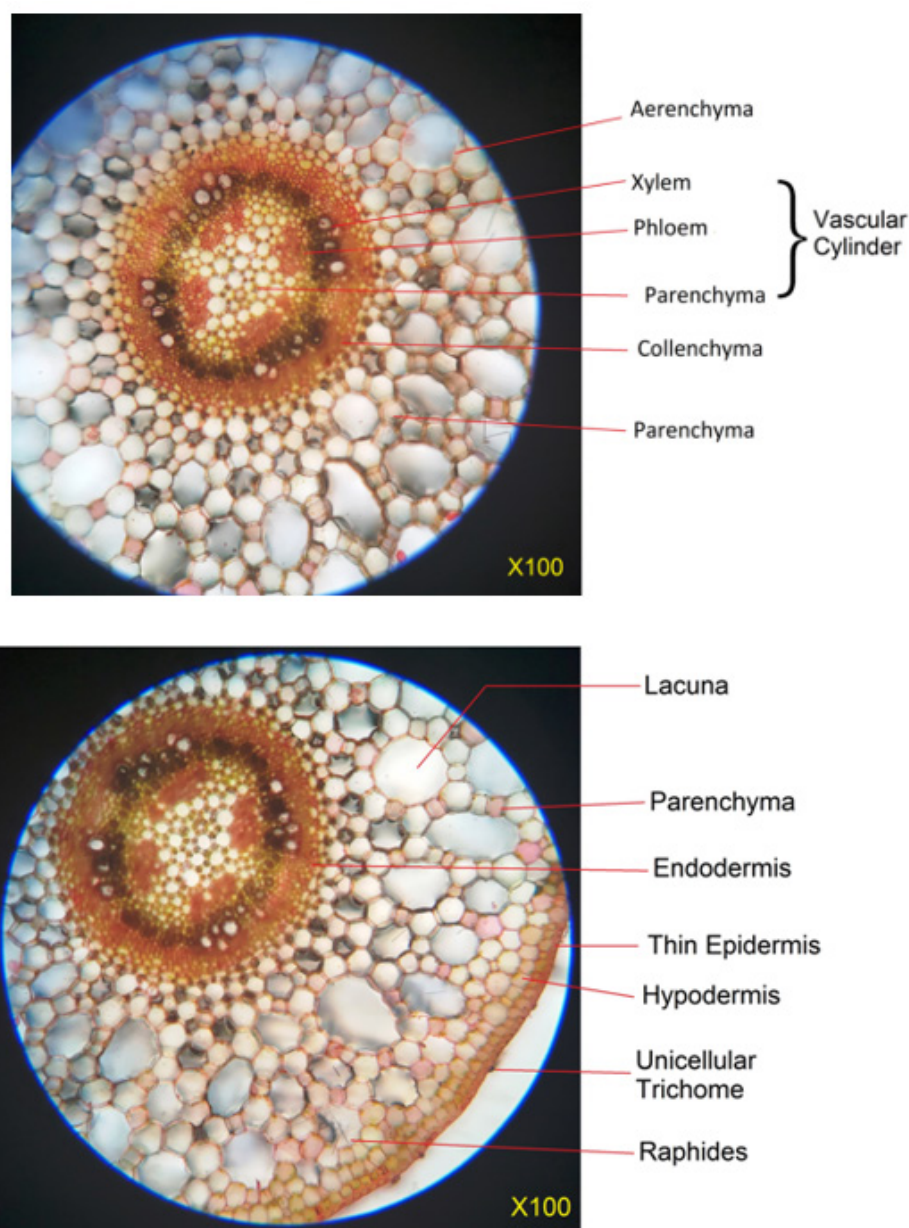 Aerenchyma
Xylem
Phloem
Vascular
Cylinder
Parenchyma
Collenchyma
Parenchyma
X100
Lacuna
Parenchyma
Endodermis
Thin Epidermis
Hypodermis
Unicellular
Trichome
Raphides
X100